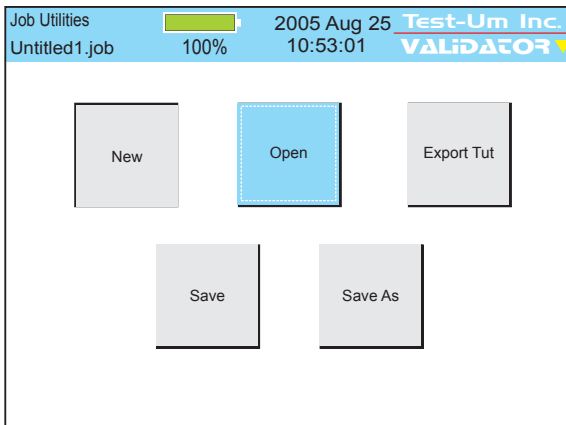 Job Utilities
Untitled1.job
100%
2005 Aug 25
10:53:01
Test-Um Inc.
VALiDATOR
New
Open
Export Tut
Save
Save As